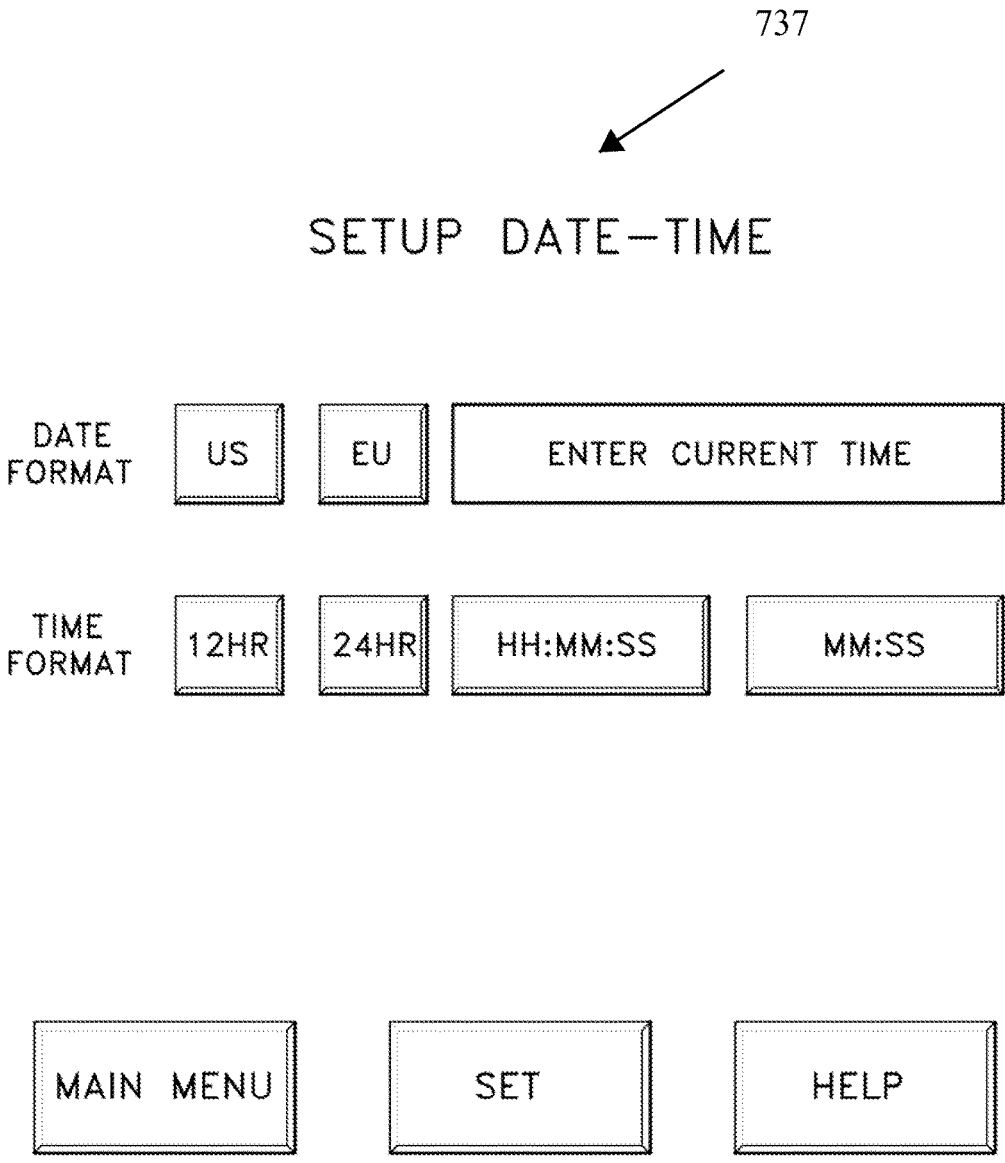 737
SETUP DATE-TIME
DATE
FORMAT
US
EU
ENTER CURRENT TIME
TIME
FORMAT
12HR
24HR
HH:MM:SS
MM:SS
MAIN MENU
SET
HELP